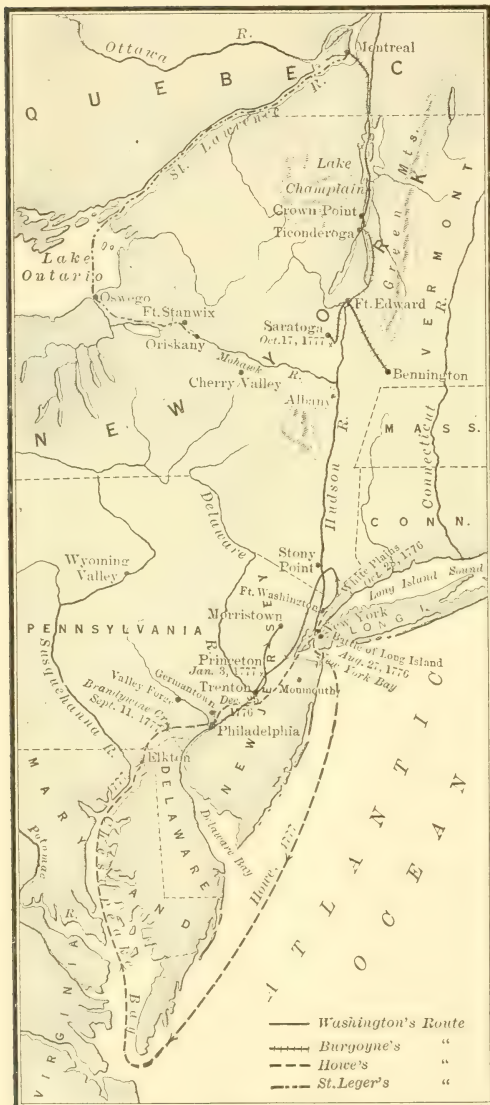 Ottawa R.
Montreal
QUEBEC
St. Lawrence R.
Lake
Champlain
Crown Point
Ticonderoga
Green Mts.
VERMONT
Lake
Ontario
Oswego
Ft. Stanwix
Oriskany
Ft. Edward
Saratoga
Oct. 17, 1777
Mohawk R.
Cherry Valley
Bennington
Albany
NEW YORK
MASS.
Connecticut R.
CONN.
Hudson R.
Delaware R.
Stony
Point
White Plains
Oct. 22, 1776
Long Island Sound
LONG I.
Wyoming
Valley
Ft. Washington
Morristown
New York
Battle of Long Island
Aug. 27, 1776
New York Bay
PENNSYLVANIA
Princeton
Jan. 3, 1777
Trenton
Dec.
1776
Monmouth
NEW JERSEY
Valley Forge
Germantown
Brandywine Cr.
Sept. 11,
Philadelphia
Susquehanna R.
Elkton
MARYLAND
DELAWARE
Delaware Bay
Howe, 1777
Potomac
R.
Chesapeake
Bay
VIRGINIA
ATLANTIC
OCEAN
Washington's Route
Burgoyne's "
Howe's "
St. Leger's "